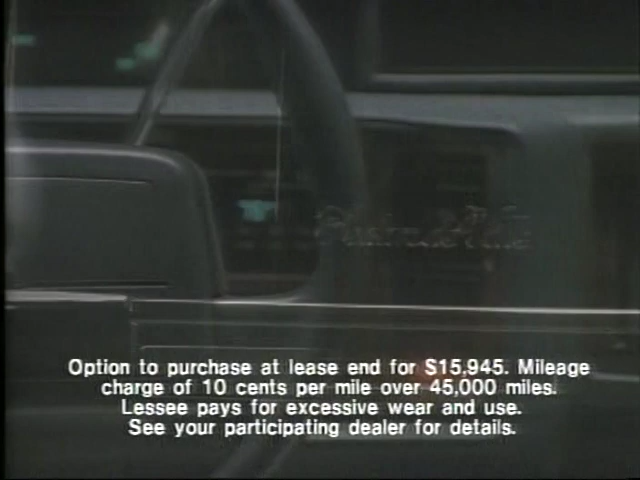 Option to purchase at lease end for $15,945. Mileage
charge of 10 cents per mile over 45,000 miles.
Lessee pays for excessive wear and use.
See your participating dealer for details.